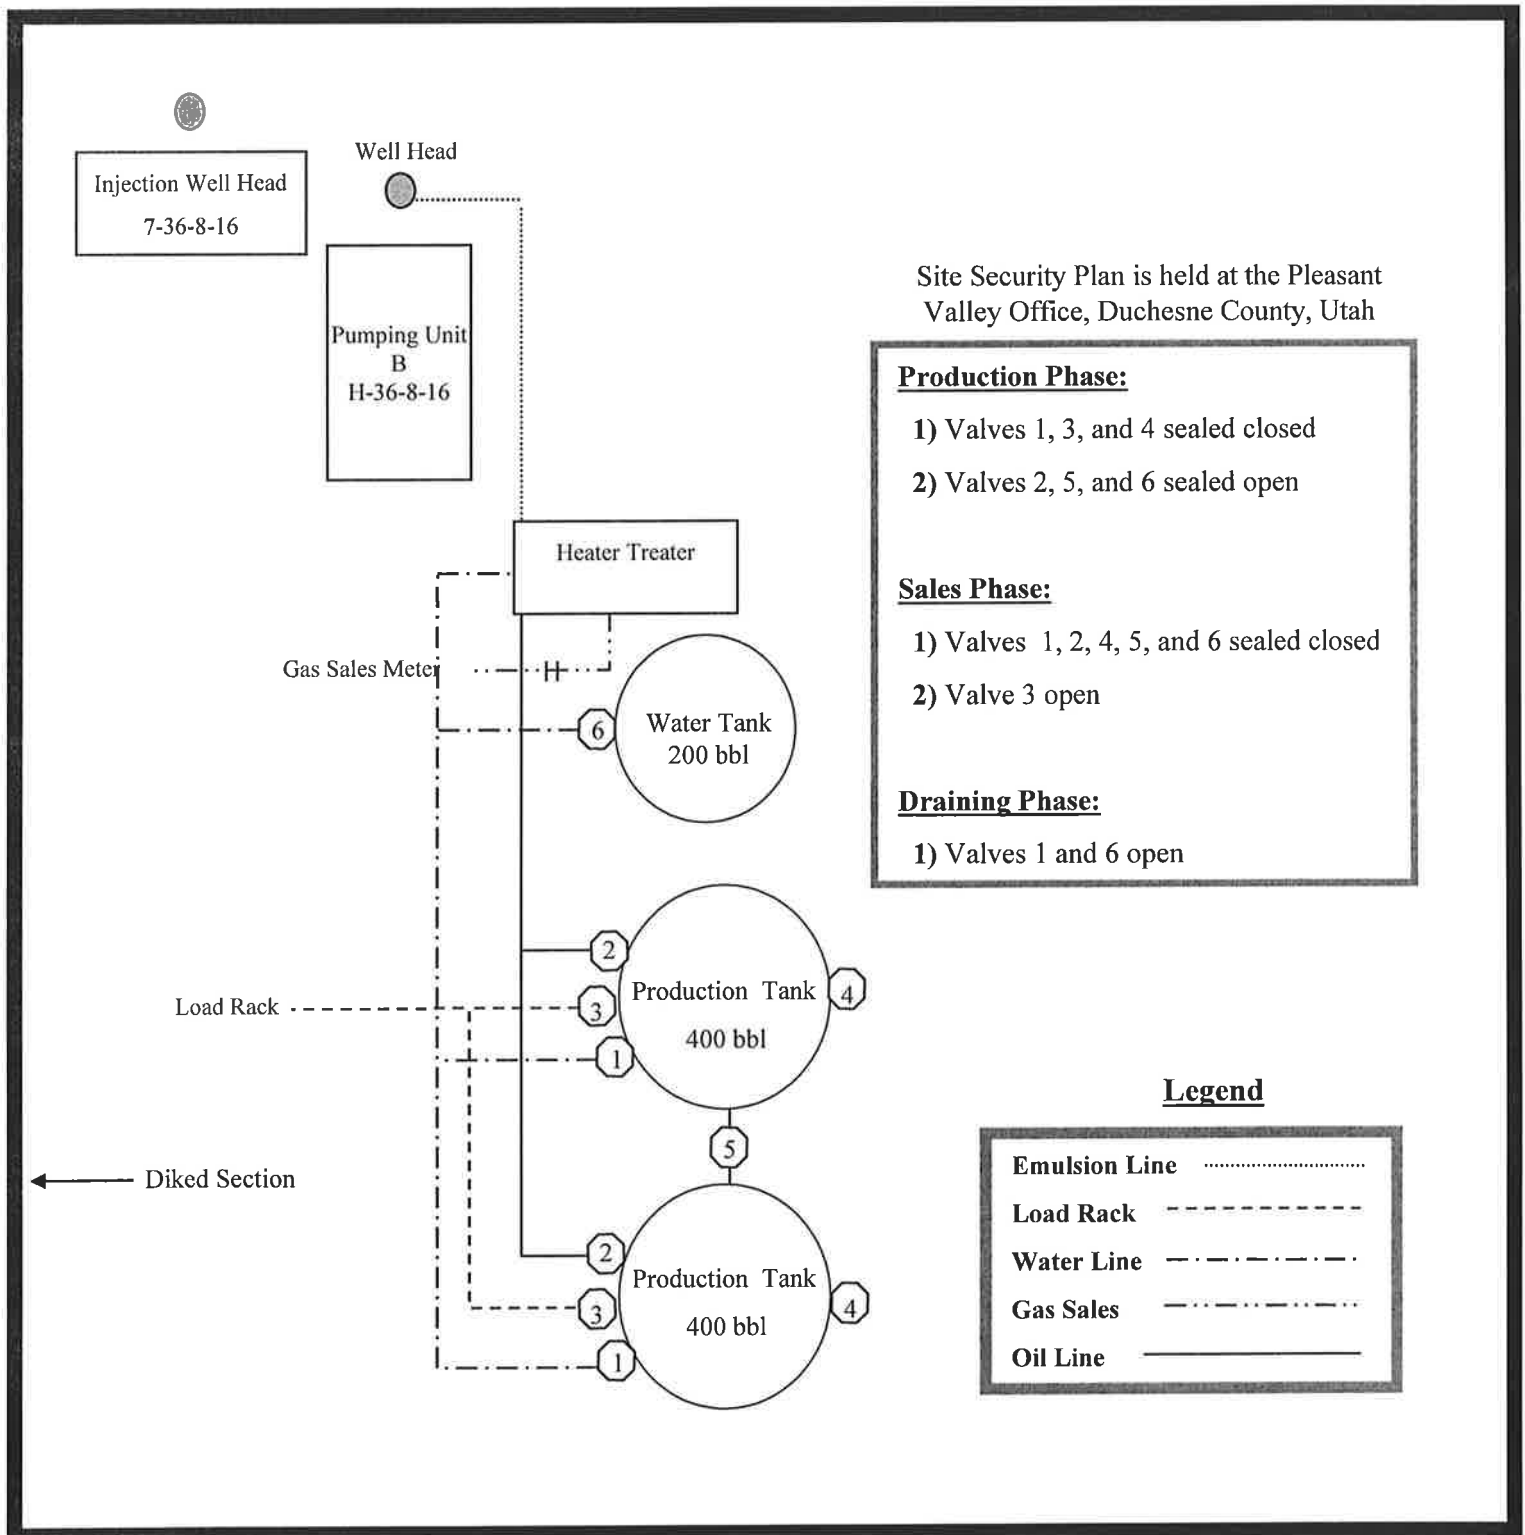 Injection Well Head
7-36-8-16
Well Head
Pumping Unit
B
H-36-8-16
Site Security Plan is held at the Pleasant
Valley Office, Duchesne County, Utah
Production Phase:
1) Valves 1, 3, and 4 sealed closed
2) Valves 2, 5, and 6 sealed open
Sales Phase:
1) Valves 1, 2, 4, 5, and 6 sealed closed
2) Valve 3 open
Draining Phase:
1) Valves 1 and 6 open
Heater Treater
Gas Sales Meter
6
Water Tank
200 bbl
2
Production Tank
4
Load Rack
3
400 bbl
1
5
Diked Section
2
Production Tank
3
4
400 bbl
1
Legend
Emulsion Line
Load Rack
Water Line
Gas Sales
Oil Line